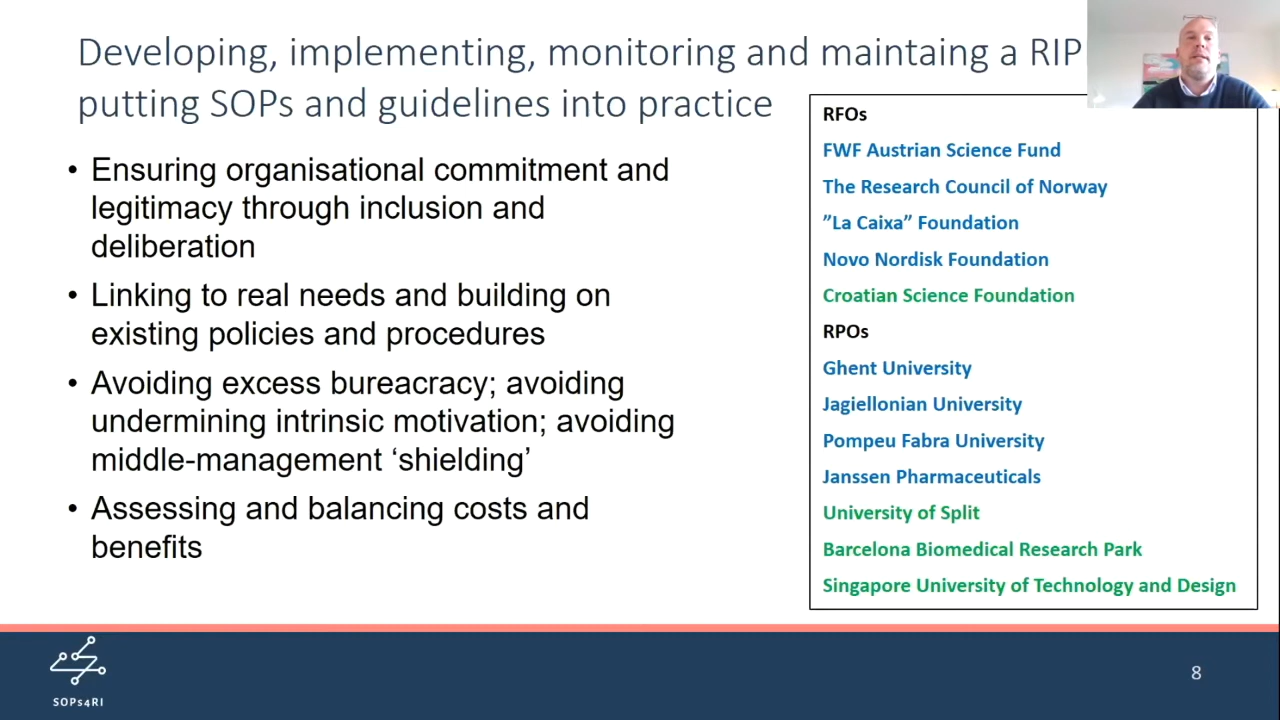 Developing, implementing, monitoring and maintaing a RIP
putting SOPs and guidelines into practice
• Ensuring organisational commitment and
legitimacy through inclusion and
deliberation
• Linking to real needs and building on
existing policies and procedures
• Avoiding excess bureacracy; avoiding
undermining intrinsic motivation; avoiding
middle-management ‘shielding’
• Assessing and balancing costs and
benefits
RFOs
FWF Austrian Science Fund
The Research Council of Norway
”La Caixa” Foundation
Novo Nordisk Foundation
Croatian Science Foundation
RPOs
Ghent University
Jagiellonian University
Pompeu Fabra University
Janssen Pharmaceuticals
University of Split
Barcelona Biomedical Research Park
Singapore University of Technology and Design
SOPs4RI
8